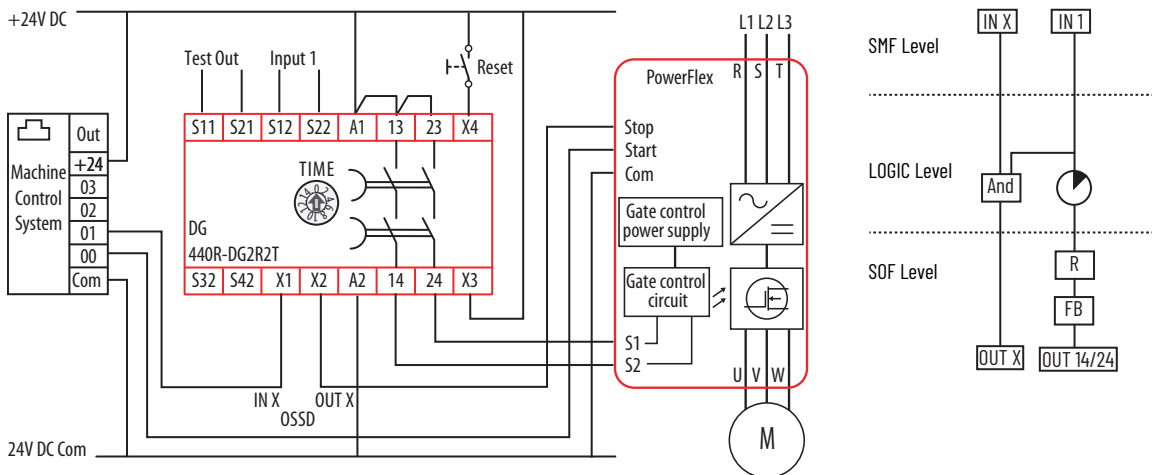 +24V DC
L1 L2 L3
IN X
IN 1
SMF Level
Test Out
Input 1
Reset
R
S
T
PowerFlex
S11
S21
S12
S22
A1
13
23
X4
Out
+24
03
02
01
00
Com
Machine
Control
System
TIME
DG
440R-DG2R2T
S32
S42
X1
X2
A2
14
24
X3
Stop
Start
Com
LOGIC Level
And
Gate control
power supply
Gate control
circuit
SOF Level
R
FB
S1
S2
OUT X
OUT 14/24
U
V
W
IN X
OUT X
OSSD
M
24V DC Com